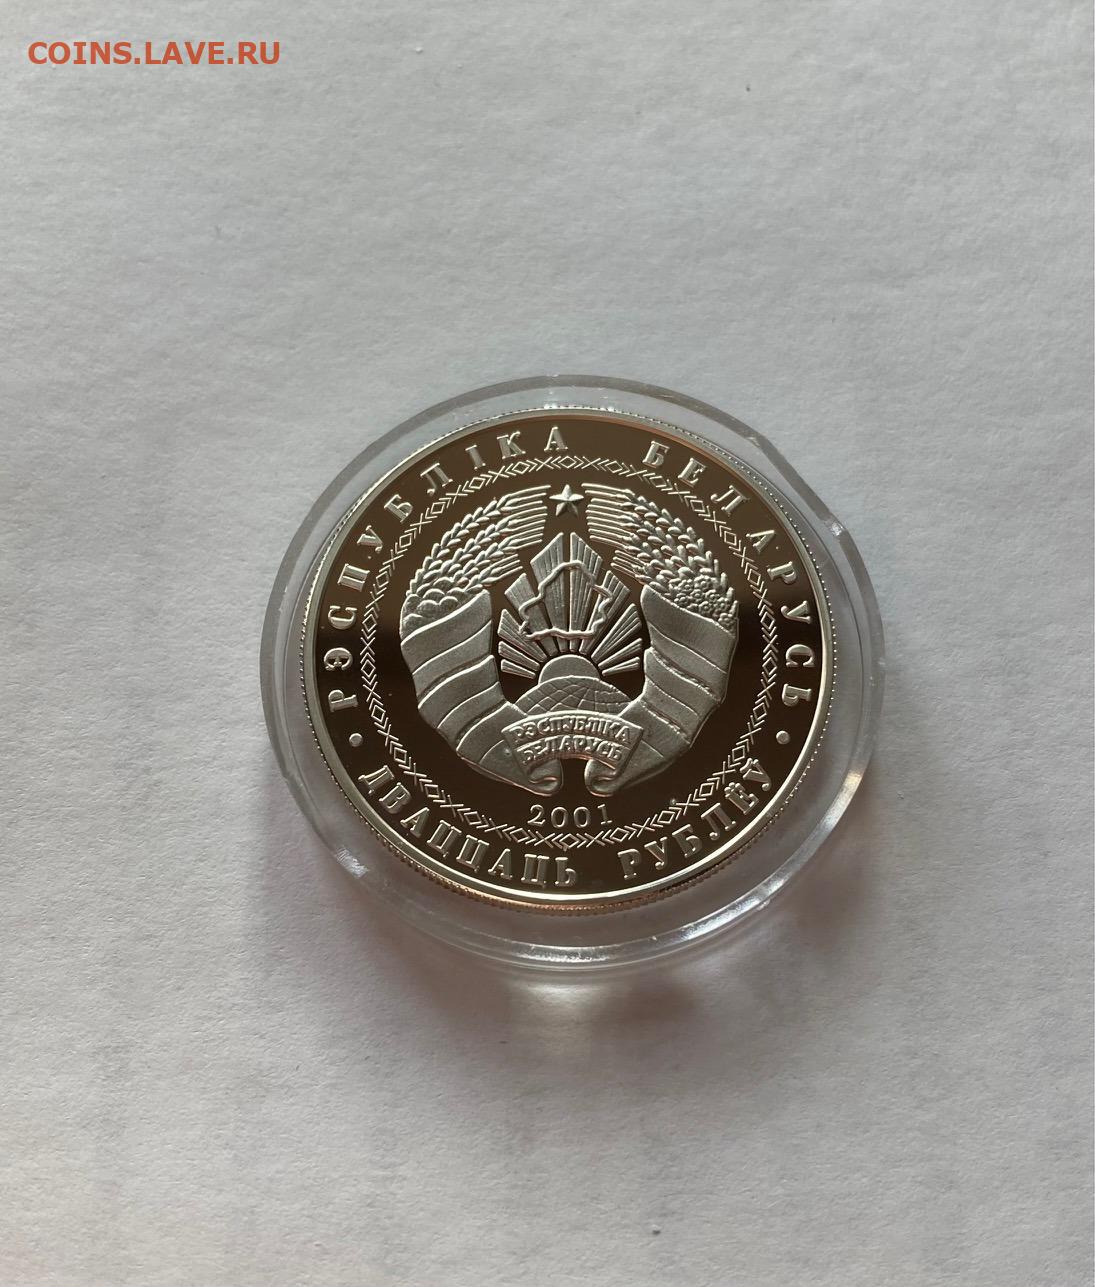 COINS.LAVE.RU
РЭСПУБЛІКА БЕЛАРУСЬ
РЭСПУБЛІКА
БЕЛАРУСЬ
2001
• ДВАЦЦАЦЬ РУБЛЁЎ •